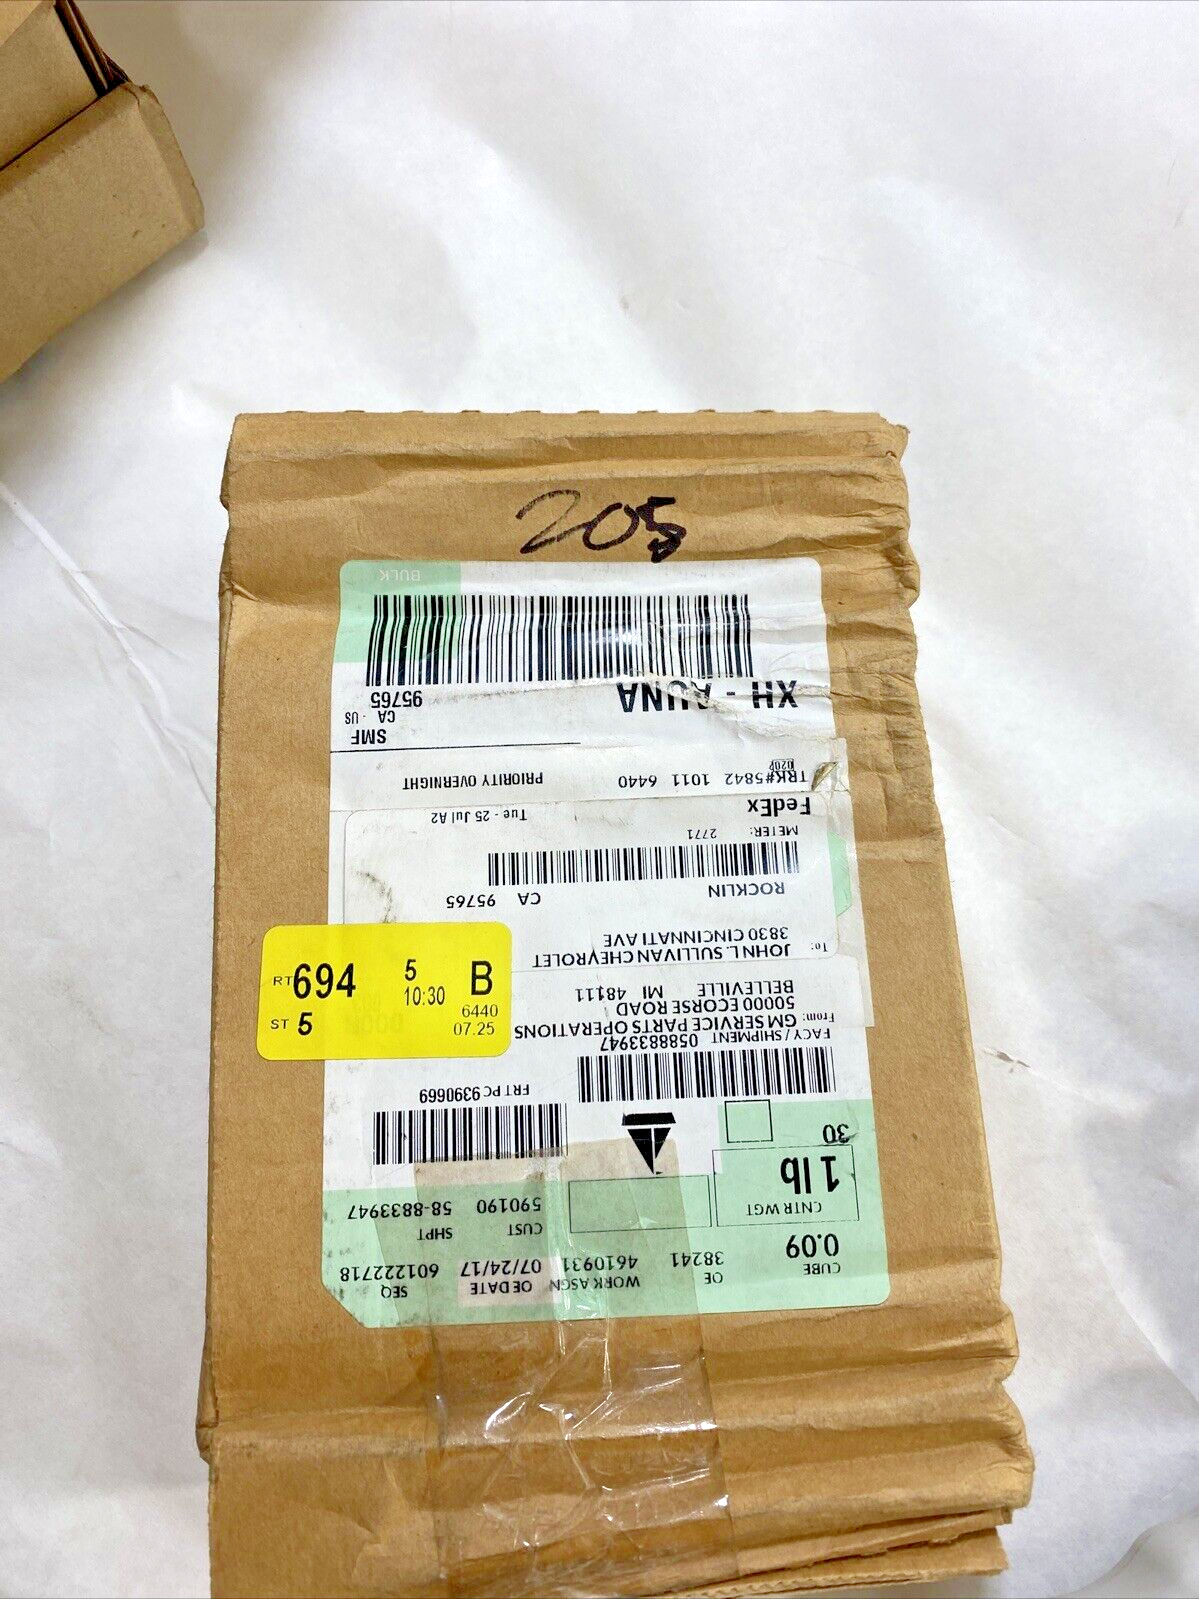 205
RT 694 5 B
10:30
ST 5 6440
07.25
CUBE OE WORK ASGN OE DATE SEQ
0.09 38241 4610931 07/24/17 601222718
CNTR WGT CUST SHPT
1 lb 590190 58-8833947
30
FRT PC 9390669
FACY / SHIPMENT 0588833947
From: GM SERVICE PARTS OPERATIONS
50000 ECORSE ROAD
BELLEVILLE MI 48111
To: JOHN L. SULLIVAN CHEVROLET
3830 CINCINNATI AVE
ROCKLIN CA 95765
METER: 2771
FedEx Tue - 25 Jul A2
TRK# 5842 1011 6440 PRIORITY OVERNIGHT
SMF
CA - US
XH - AUNA 95765
BULK